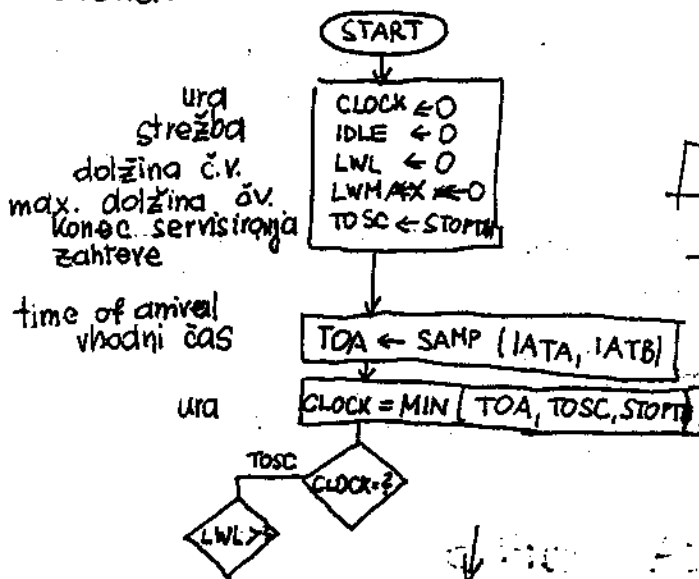 START
ura
CLOCK ← 0
strežba
IDLE ← 0
dolžina č.v.
LWL ← 0
max. dolžina čv.
LWMAX ← 0
konec servisiranja
zahteve
TOSC ← STOPTM
time of arrival
vhodni čas
TOA ← SAMP (IATA, IATB)
ura
CLOCK = MIN (TOA, TOSC, STOPTM
TOSC
CLOCK=?
LWL>